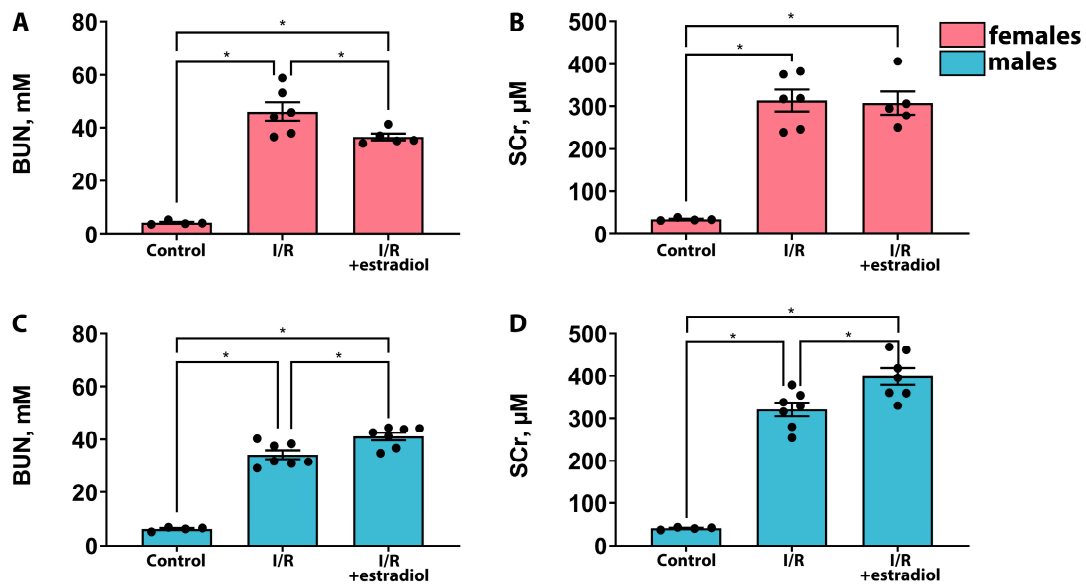 A
BUN, mM
80
60
40
20
0
*
*
*
Control
I/R
I/R
+estradiol
B
SCr, µM
500
400
300
200
100
0
*
*
Control
I/R
I/R
+estradiol
females
males
C
BUN, mM
80
60
40
20
0
*
*
*
Control
I/R
I/R
+estradiol
D
SCr, µM
500
400
300
200
100
0
*
*
*
Control
I/R
I/R
+estradiol